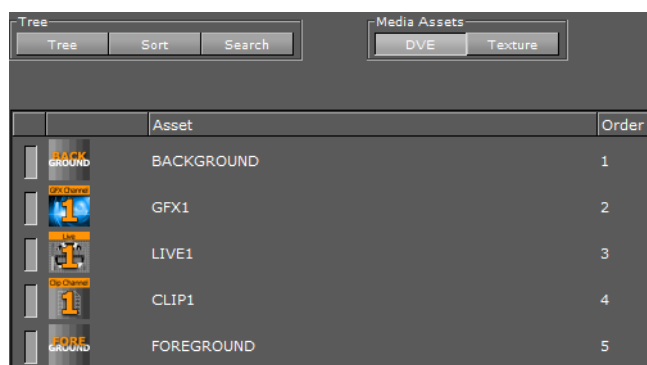 Tree
Media Assets
Tree Sort Search
DVE Texture
Asset Order
BACK
GROUND
BACKGROUND 1
GFX Channel
1
GFX1 2
Live
1
LIVE1 3
Clip Channel
1
CLIP1 4
FORE
GROUND
FOREGROUND 5